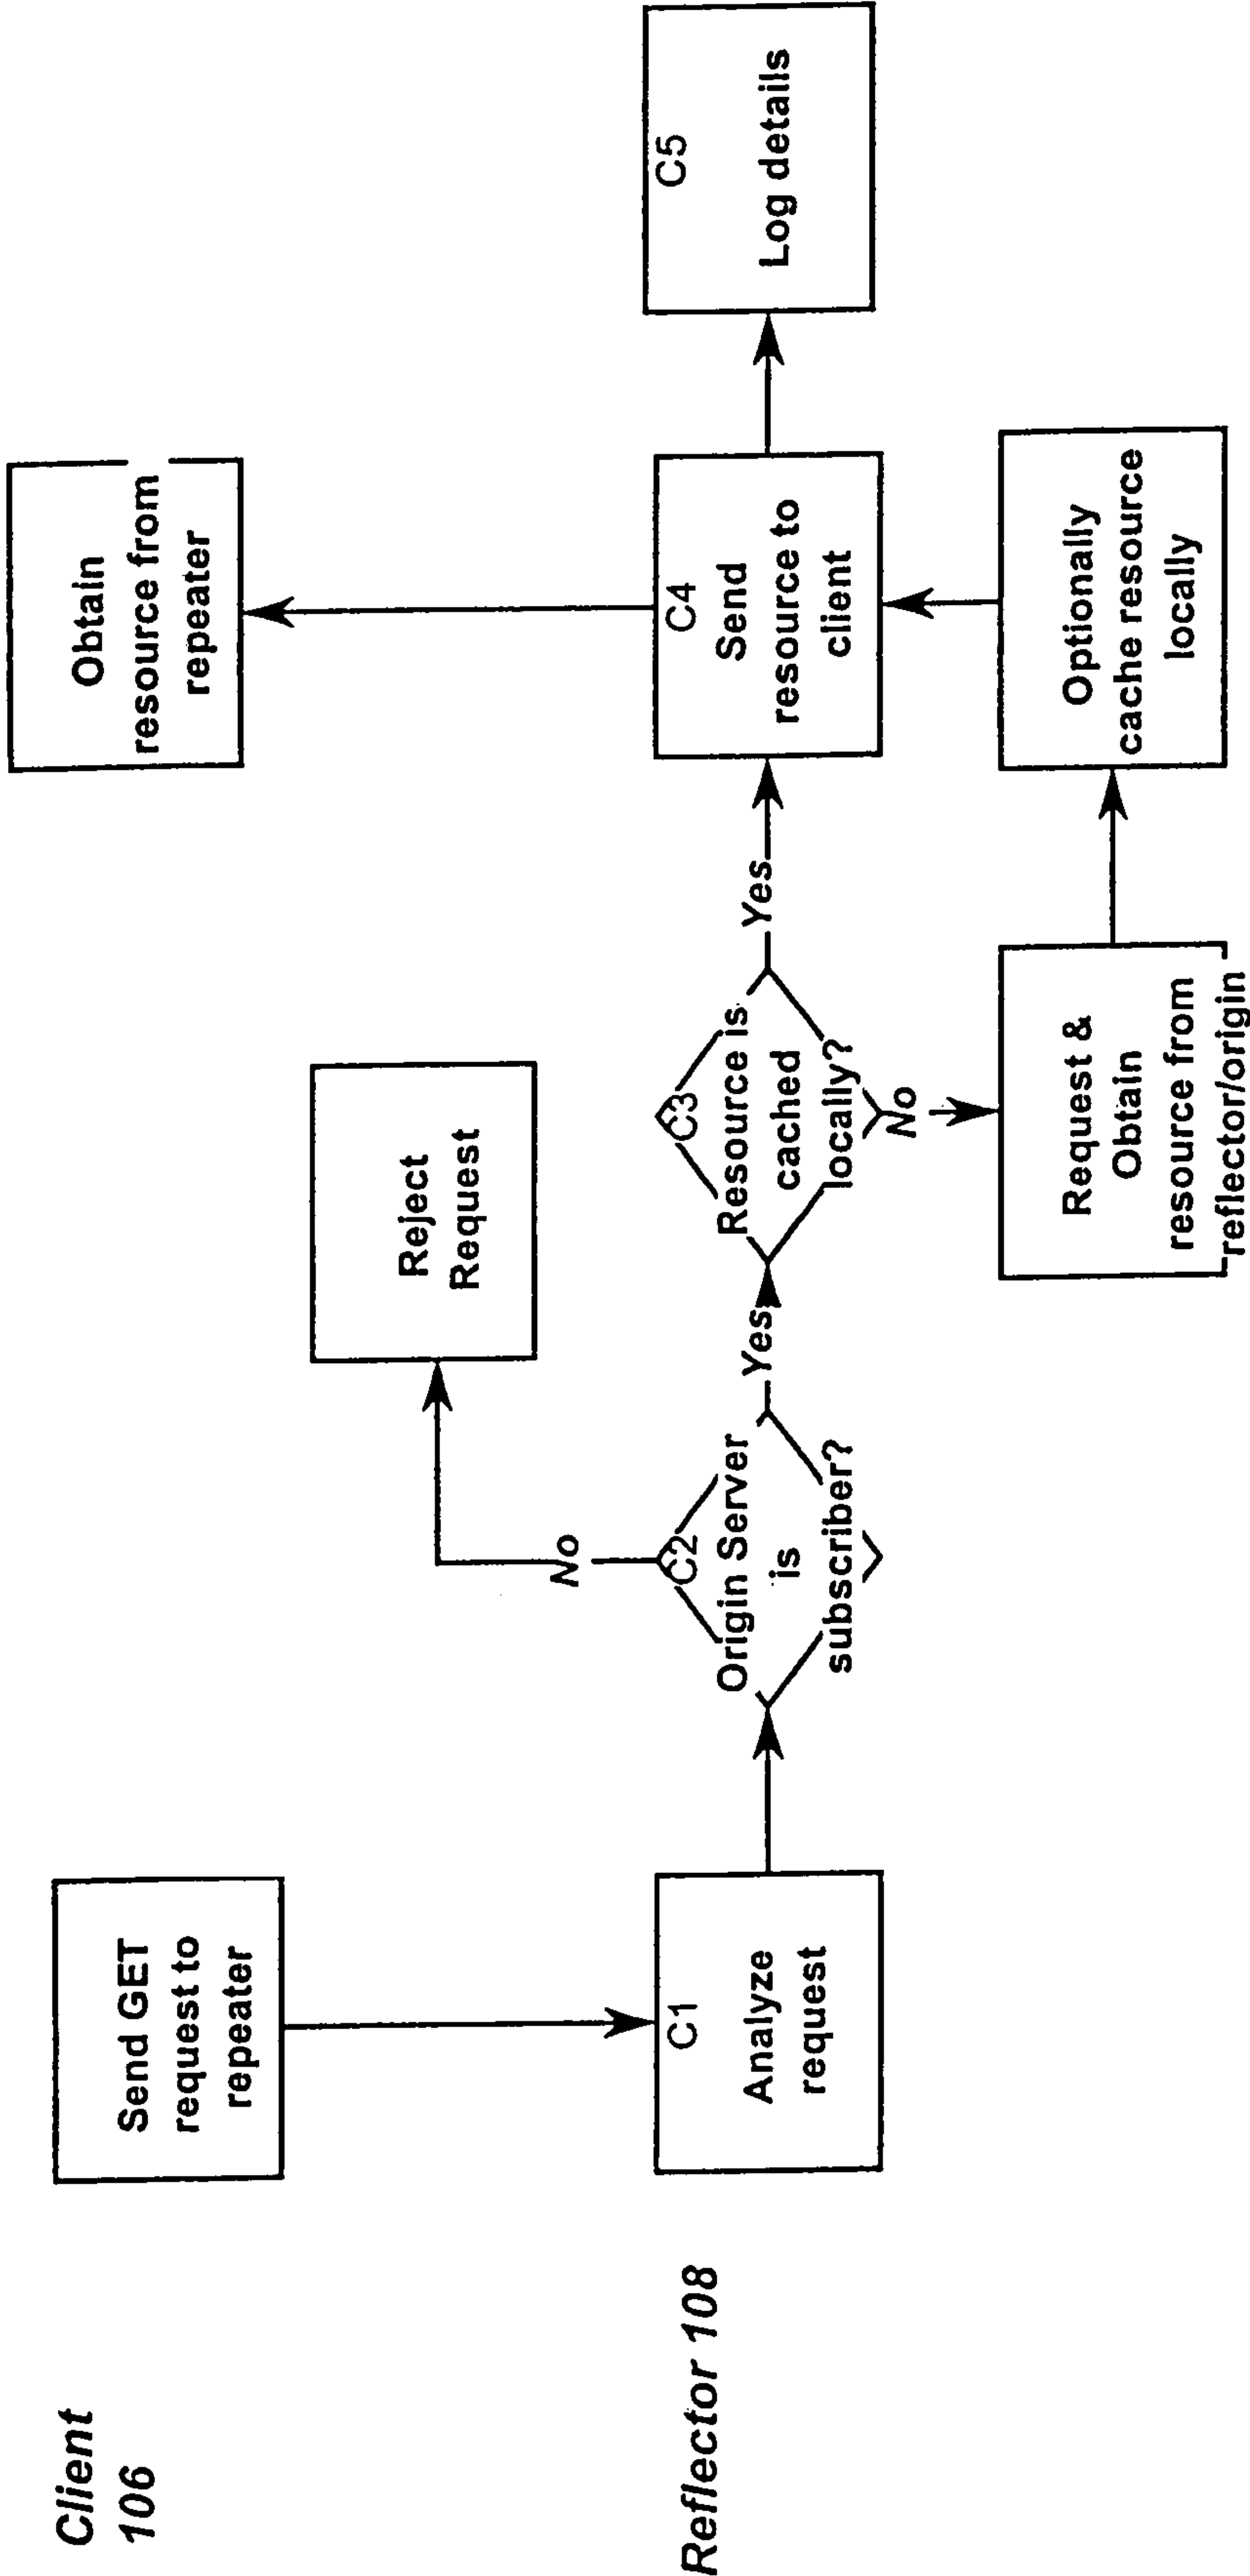 Client
106
Send GET
request to
repeater
Obtain
resource from
repeater
Reject
Request
No
Reflector 108
C1
Analyze
request
C2
Origin Server
is
subscriber?
Yes
C3
Resource is
cached
locally?
Yes
C4
Send
resource to
client
C5
Log details
No
Request &
Obtain
resource from
reflector/origin
Optionally
cache resource
locally